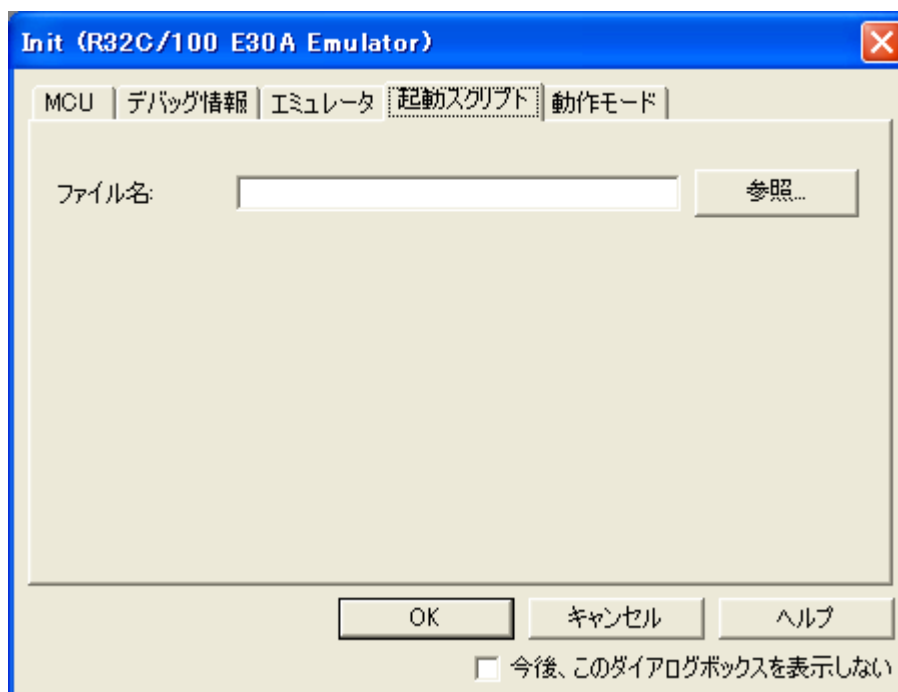 Init (R32C/100 E30A Emulator)
MCU デバッグ情報 エミュレータ 起動スクリプト 動作モード
ファイル名: 参照...
OK キャンセル ヘルプ
今後、このダイアログボックスを表示しない